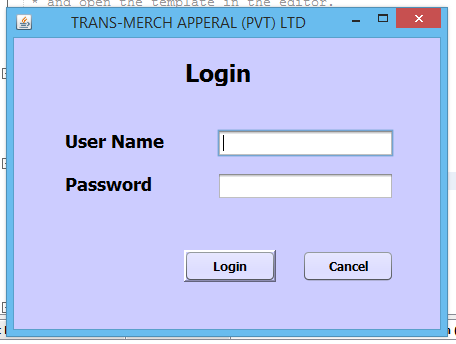 * and open the template in the editor.
TRANS-MERCH APPERAL (PVT) LTD
Login
User Name
Password
Login
Cancel